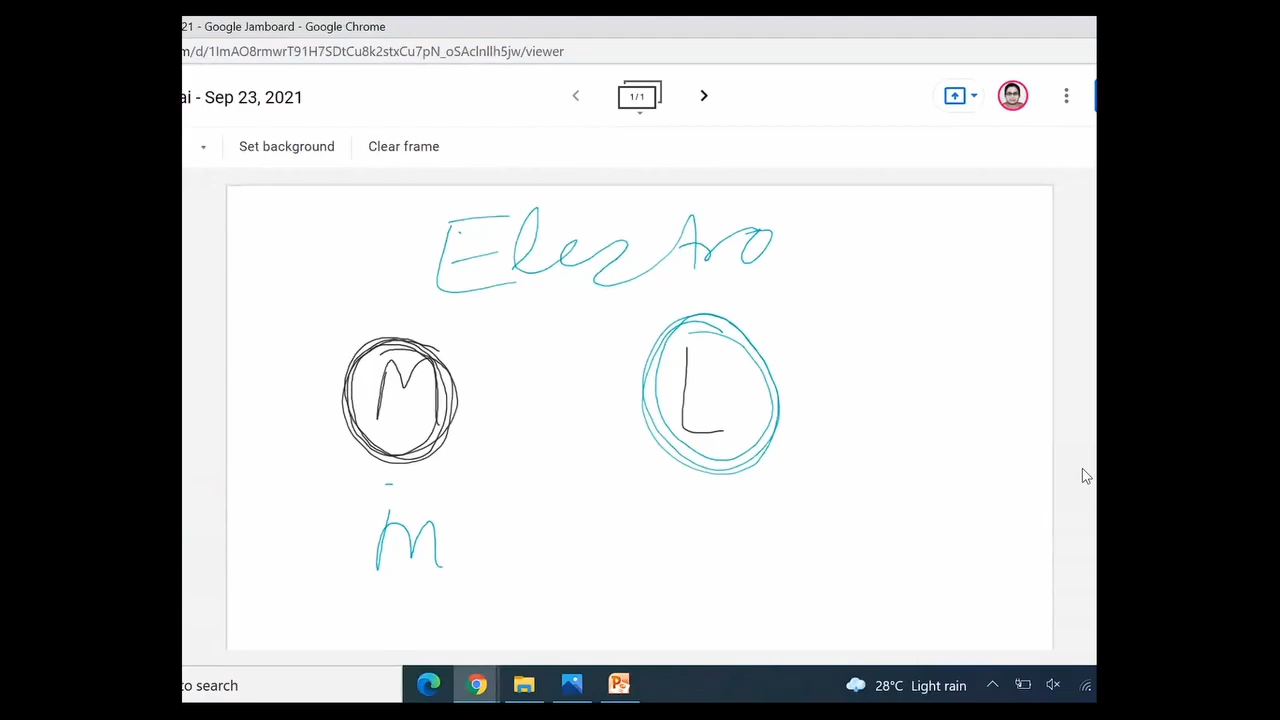 21 - Google Jamboard - Google Chrome
m/d/1ImAO8rmwrT91H7SDtCu8k2stxCu7pN_oSAclnllh5jw/viewer
ai - Sep 23, 2021
1/1
Set background
Clear frame
Electro
M
L
m
to search
28°C Light rain